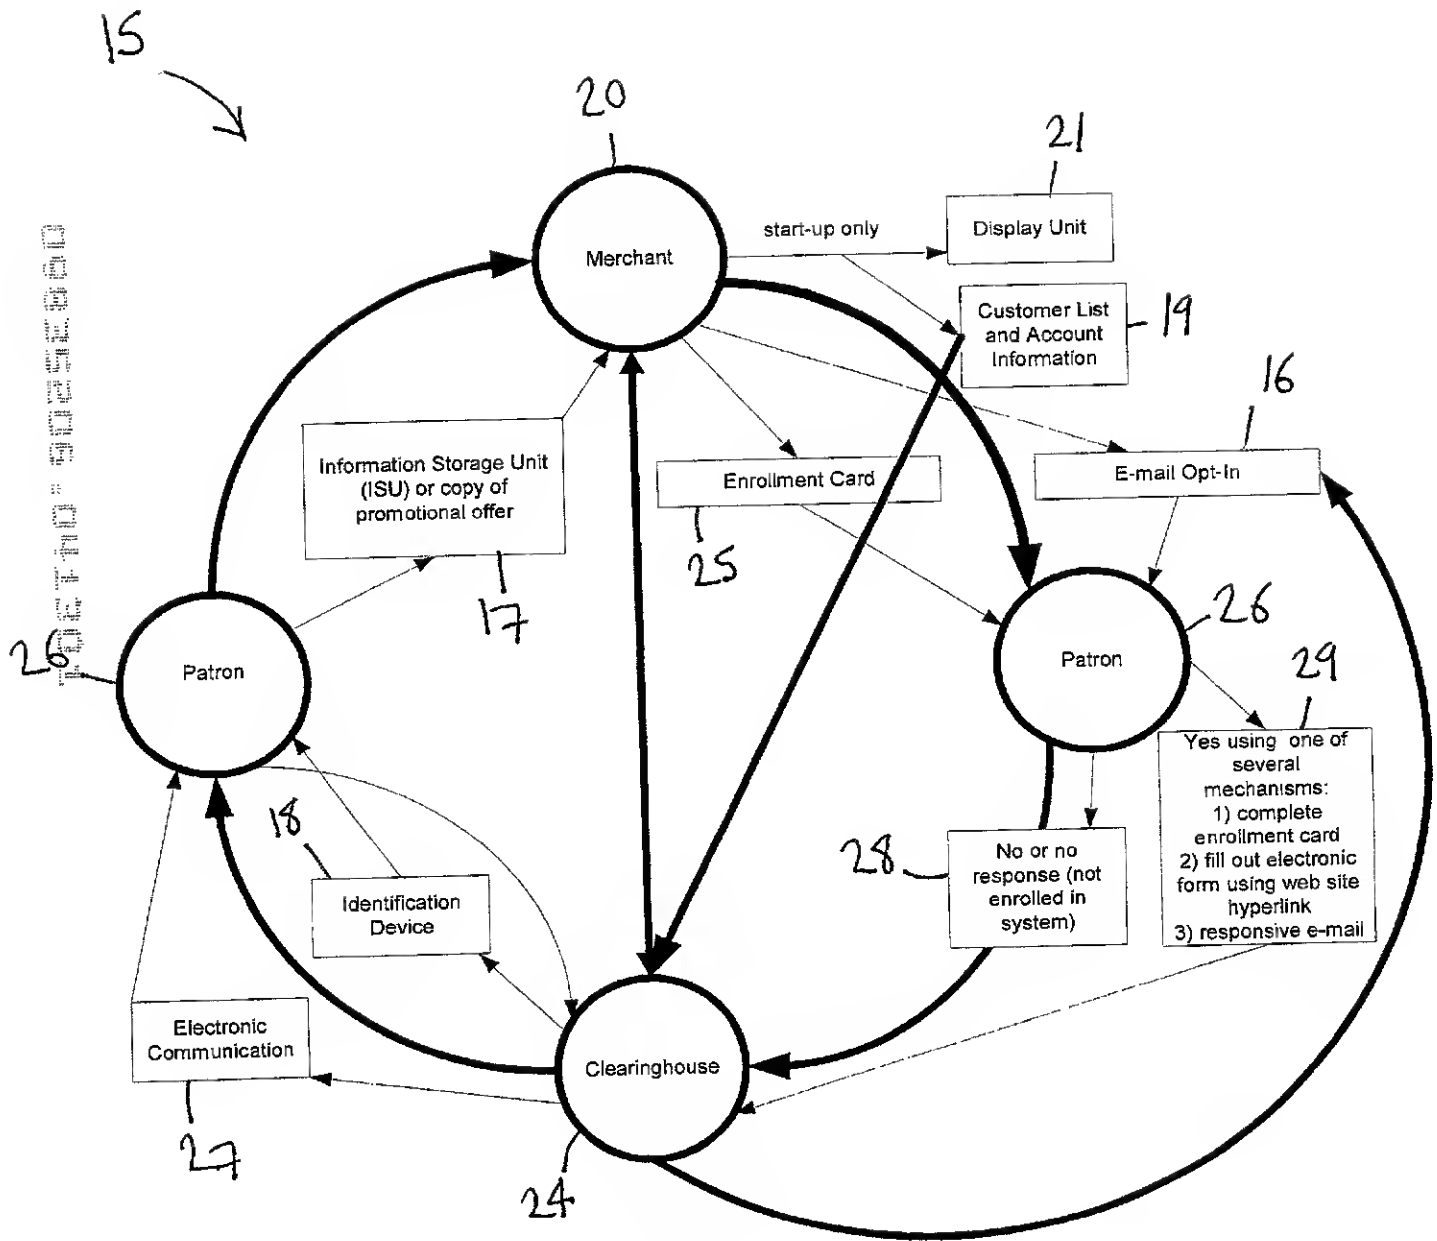 15
20
21
start-up only
Display Unit
Merchant
Customer List
and Account
Information
19
16
Information Storage Unit
(ISU) or copy of
promotional offer
Enrollment Card
E-mail Opt-In
25
17
26
Patron
26
Patron
29
Yes using one of
several
mechanisms:
1) complete
enrollment card
2) fill out electronic
form using web site
hyperlink
3) responsive e-mail
18
28
No or no
response (not
enrolled in
system)
Identification
Device
Electronic
Communication
Clearinghouse
27
24
09835206.041301